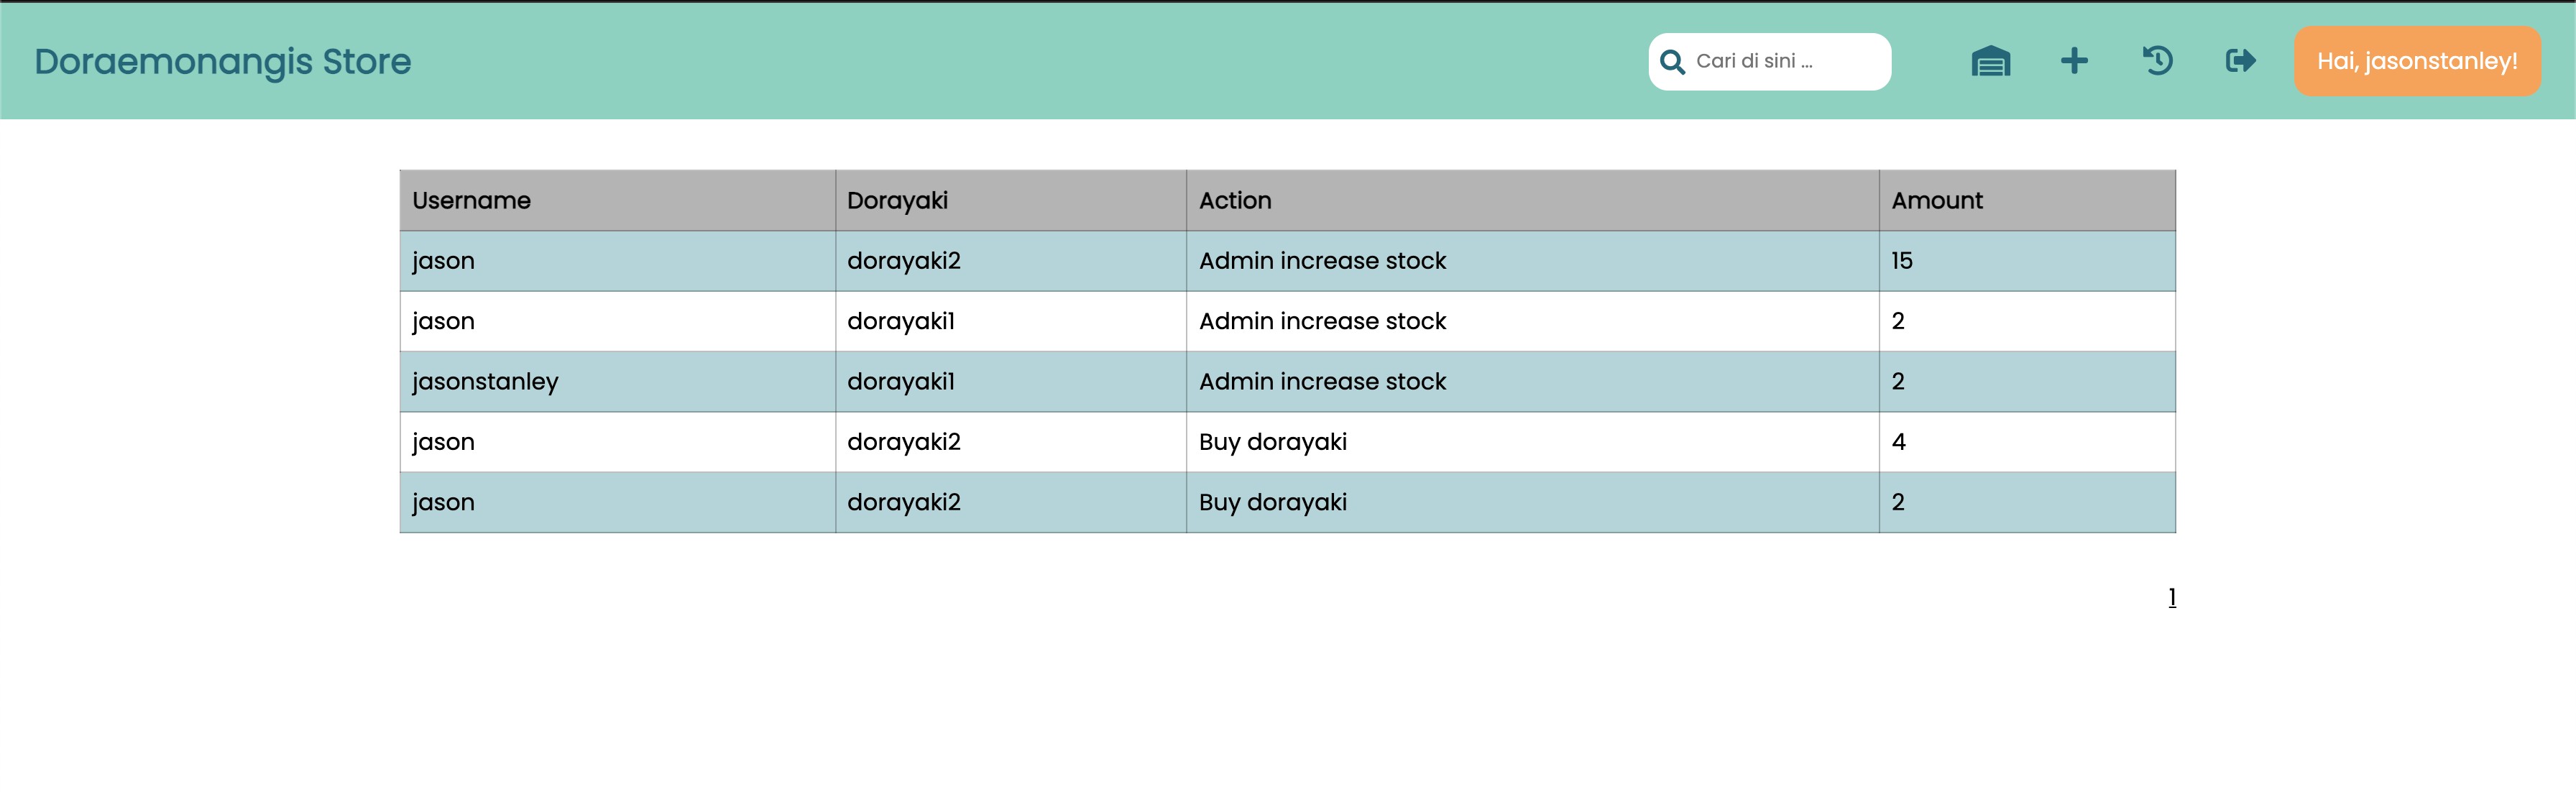 Doraemonangis Store
Cari di sini ...
Hai, jasonstanley!
Username Dorayaki Action Amount
jason dorayaki2 Admin increase stock 15
jason dorayaki1 Admin increase stock 2
jasonstanley dorayaki1 Admin increase stock 2
jason dorayaki2 Buy dorayaki 4
jason dorayaki2 Buy dorayaki 2
1